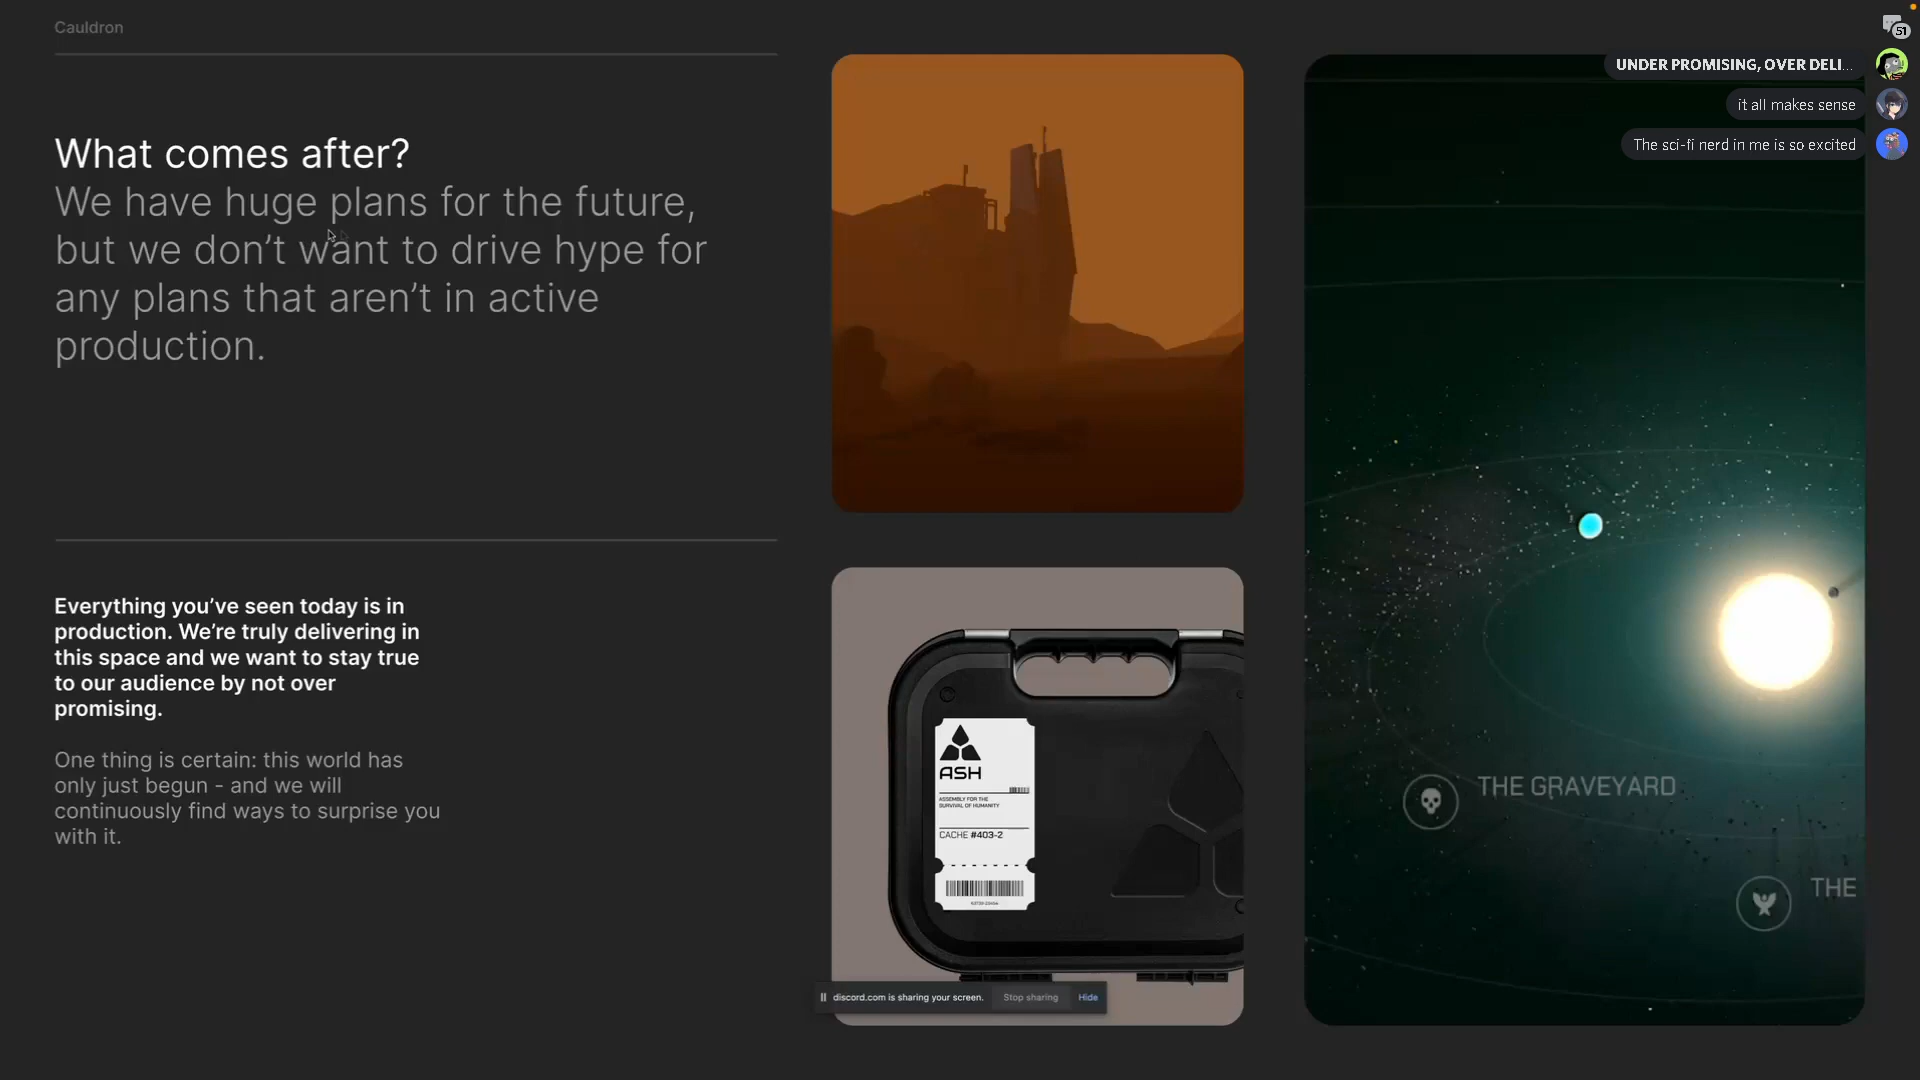 Cauldron
What comes after?
We have huge plans for the future,
but we don’t want to drive hype for
any plans that aren’t in active
production.
Everything you’ve seen today is in
production. We’re truly delivering in
this space and we want to stay true
to our audience by not over
promising.
One thing is certain: this world has
only just begun - and we will
continuously find ways to surprise you
with it.
ASH
ASSEMBLY FOR THE
SURVIVAL OF HUMANITY
CACHE #403-2
discord.com is sharing your screen.
Stop sharing
Hide
51
UNDER PROMISING, OVER DELI...
it all makes sense
The sci-fi nerd in me is so excited
THE GRAVEYARD
THE